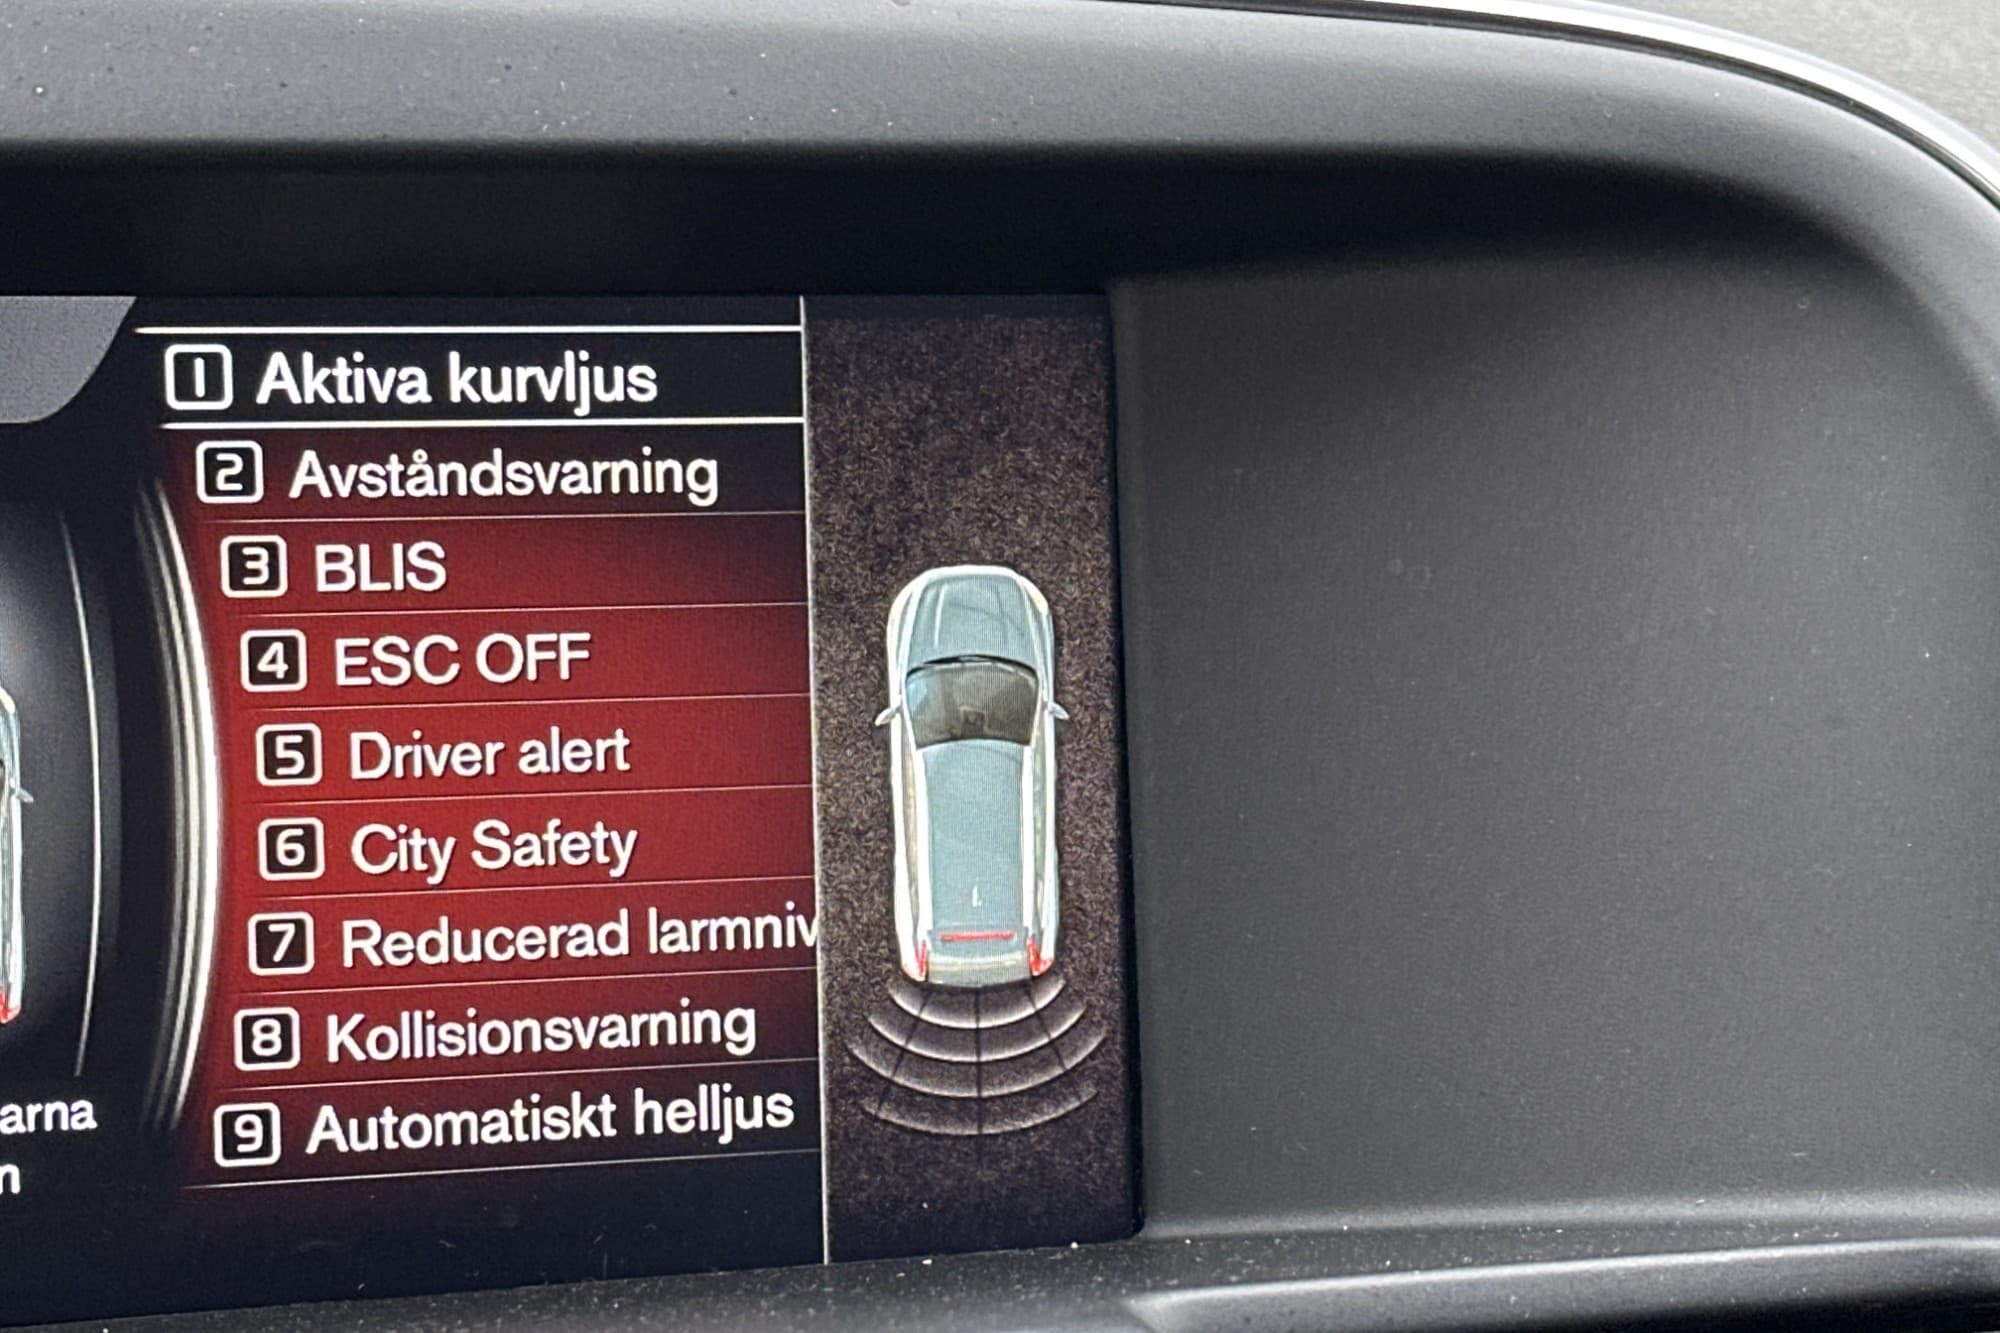 1 Aktiva kurvljus
2 Avståndsvarning
3 BLIS
4 ESC OFF
5 Driver alert
6 City Safety
7 Reducerad larmniv
8 Kollisionsvarning
9 Automatiskt helljus
arna
n